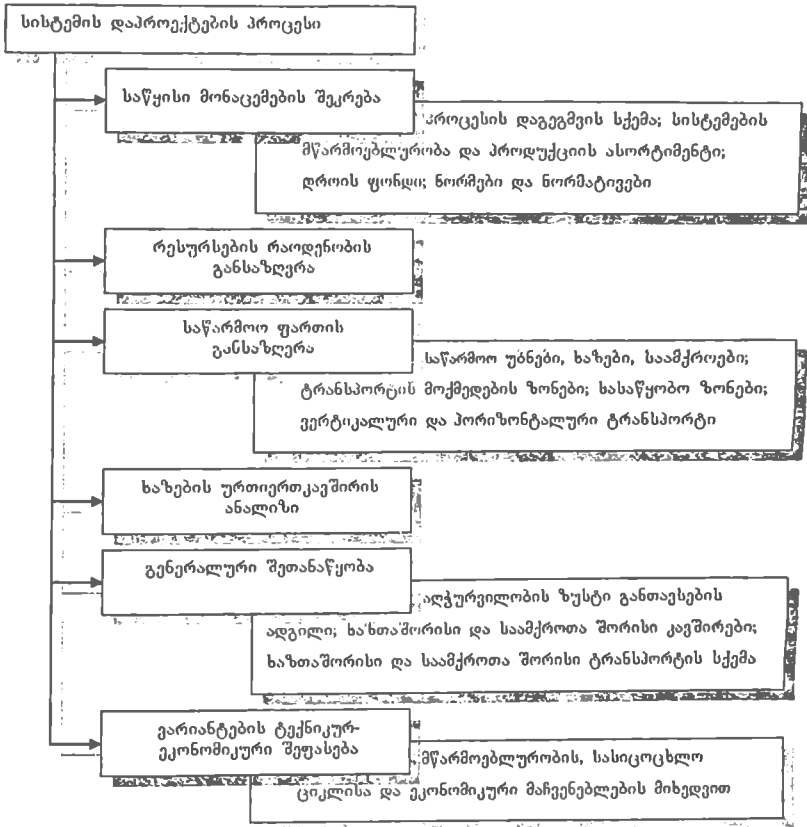 სისტემის დაპროექტების პროცესი
საწყისი მონაცემების შეკრება
პროცესის დაგეგმვის სქემა; სისტემების
მწარმოებლურობა და პროდუქციის ასორტიმენტი;
დროის ფონდი; ნორმები და ნორმატივები
რესურსების რაოდენობის
განსაზღვრა
საწარმოო ფართის
განსაზღვრა
საწარმოო უბნები, ხაზები, საამქროები;
ტრანსპორტის მოქმედების ზონები; სასაწყობო ზონები;
ვერტიკალური და ჰორიზონტალური ტრანსპორტი
ხაზების ურთიერთკავშირის
ანალიზი
გენერალური შეთანაწყობა
აღჭურვილობის ზუსტი განთავსების
ადგილი; ხაზთაშორისი და საამქროთა შორისი კავშირები;
ხაზთაშორისი და საამქროთა შორისი ტრანსპორტის სქემა
ვარიანტების ტექნიკურ-
ეკონომიკური შეფასება
მწარმოებლურობის, სასიცოცხლო
ციკლისა და ეკონომიკური მაჩვენებლების მიხედვით